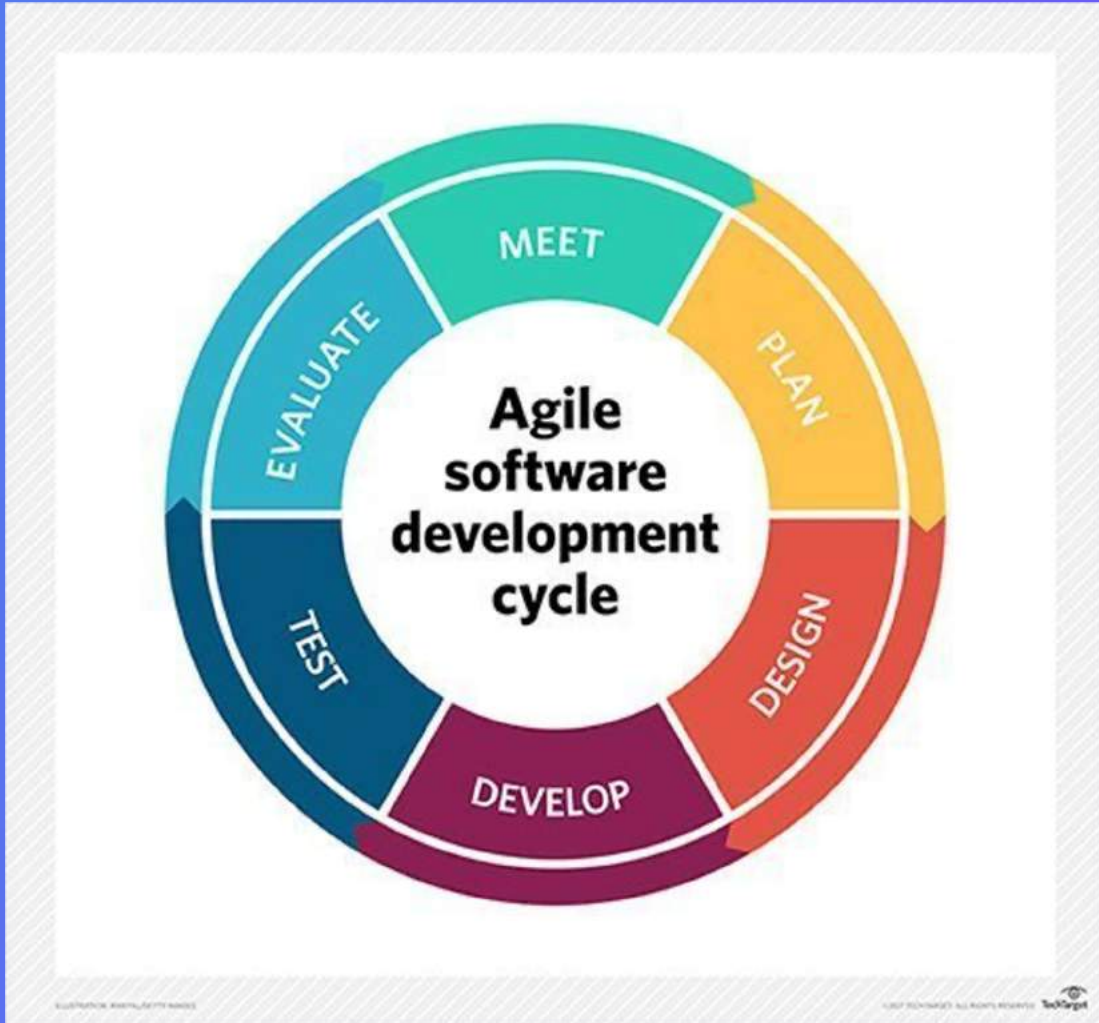 MEET
PLAN
DESIGN
DEVELOP
TEST
EVALUATE
Agile
software
development
cycle
TechTarget